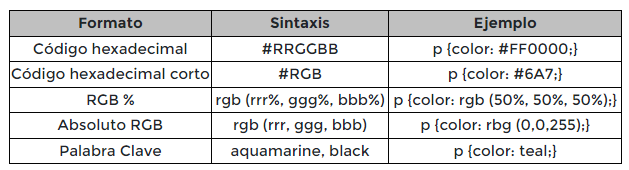 Formato Sintaxis Ejemplo
Código hexadecimal #RRGGBB p {color: #FF0000;}
Código hexadecimal corto #RGB p {color: #6A7;}
RGB % rgb (rrr%, ggg%, bbb%) p {color: rgb (50%, 50%, 50%);}
Absoluto RGB rgb (rrr, ggg, bbb) p {color: rbg (0,0,255);}
Palabra Clave aquamarine, black p {color: teal;}